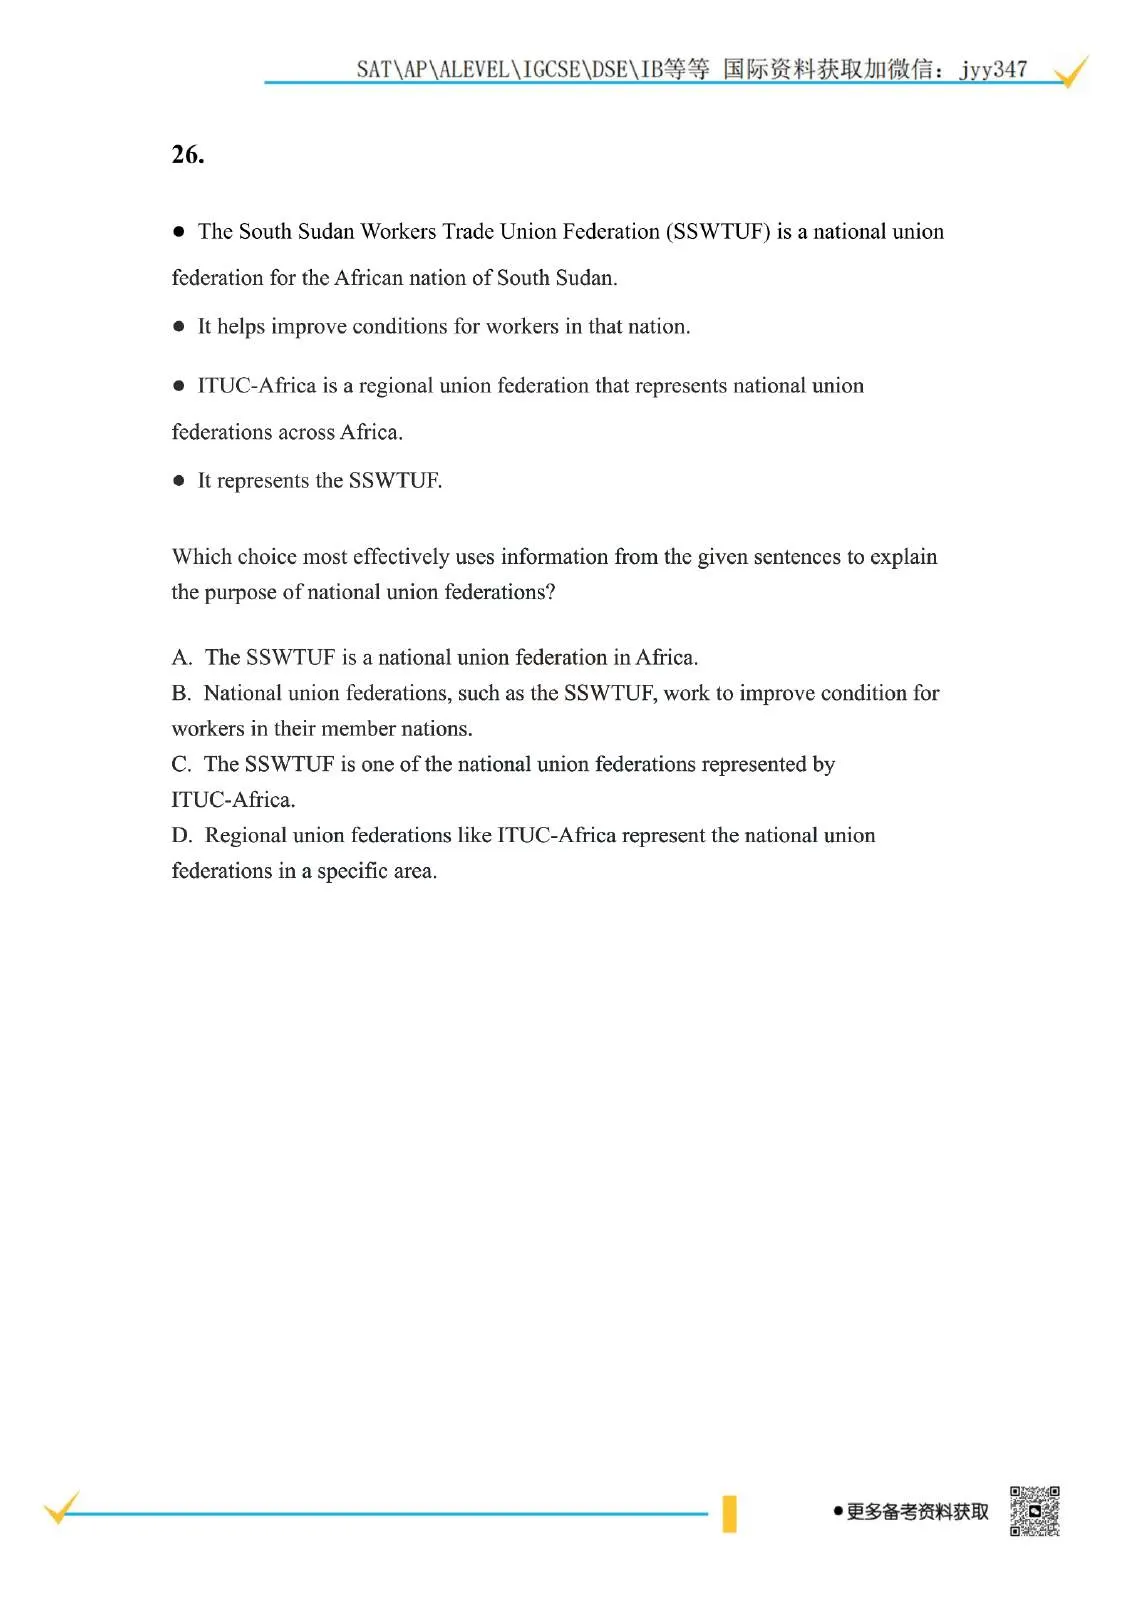 SAT\AP\ALEVEL\IGCSE\DSE\IB等等 国际资料获取加微信：jyy347
26.
● The South Sudan Workers Trade Union Federation (SSWTUF) is a national union
federation for the African nation of South Sudan.
● It helps improve conditions for workers in that nation.
● ITUC-Africa is a regional union federation that represents national union
federations across Africa.
● It represents the SSWTUF.
Which choice most effectively uses information from the given sentences to explain
the purpose of national union federations?
A. The SSWTUF is a national union federation in Africa.
B. National union federations, such as the SSWTUF, work to improve condition for
workers in their member nations.
C. The SSWTUF is one of the national union federations represented by
ITUC-Africa.
D. Regional union federations like ITUC-Africa represent the national union
federations in a specific area.
●更多备考资料获取